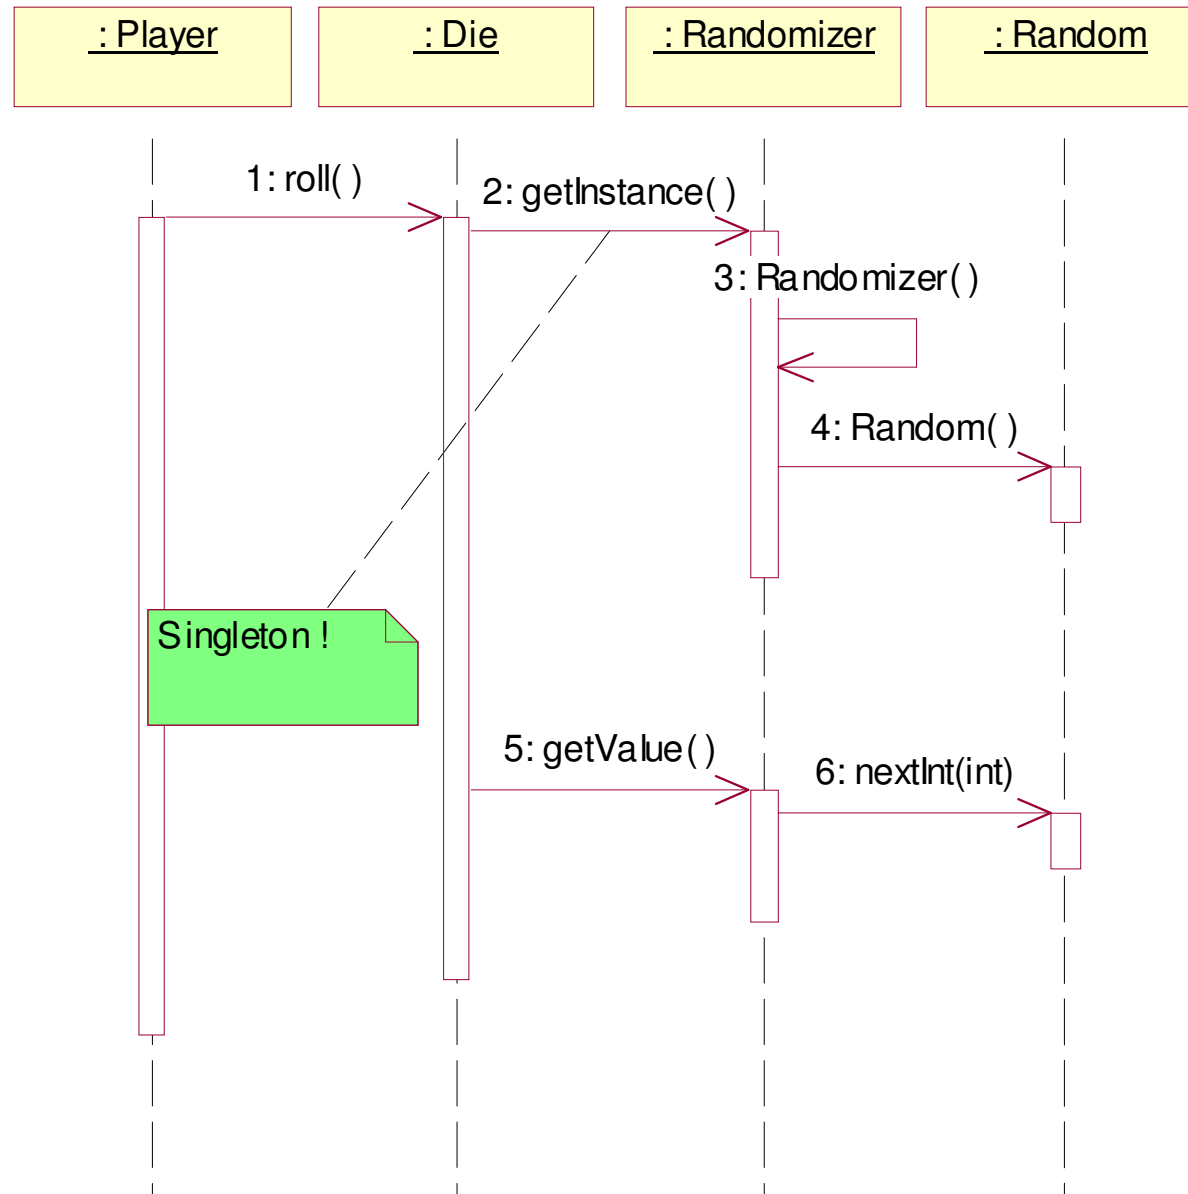 : Player
: Die
: Randomizer
: Random
1: roll( )
2: getInstance( )
3: Randomizer( )
4: Random( )
Singleton !
5: getValue( )
6: nextInt(int)